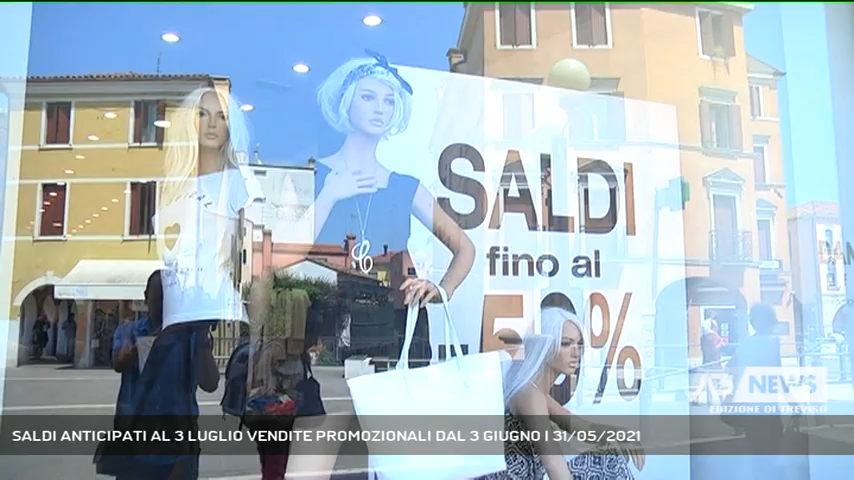 SALDI
fino al
50%
NEWS
EDIZIONE DI TREVISO
SALDI ANTICIPATI AL 3 LUGLIO VENDITE PROMOZIONALI DAL 3 GIUGNO | 31/05/2021